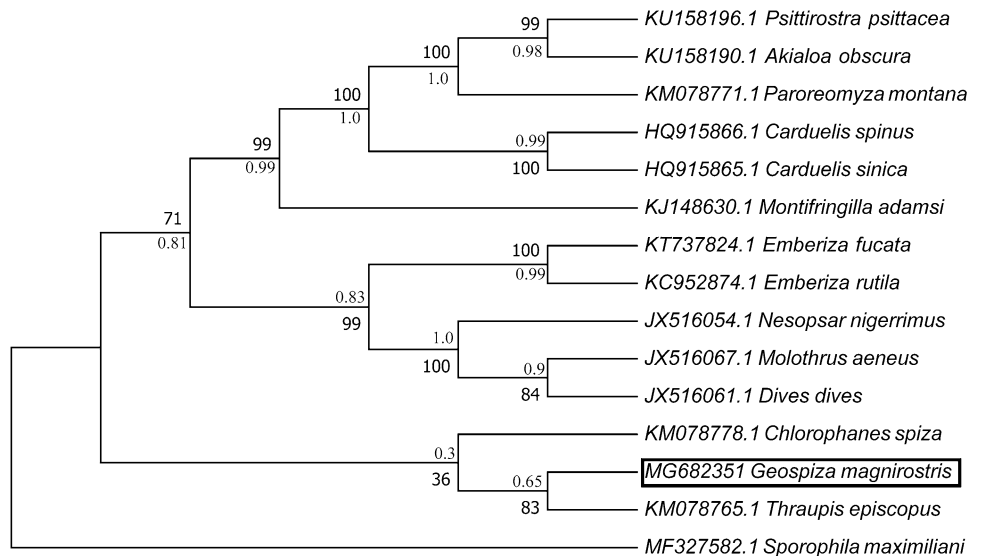 99 KU158196.1 Psittirostra psittacea
0.98 KU158190.1 Akialoa obscura
100
1.0 KM078771.1 Paroreomyza montana
100
1.0
0.99 HQ915866.1 Carduelis spinus
100 HQ915865.1 Carduelis sinica
99
0.99
KJ148630.1 Montifringilla adamsi
71
0.81
100 KT737824.1 Emberiza fucata
0.99 KC952874.1 Emberiza rutila
0.83
99
1.0 JX516054.1 Nesopsar nigerrimus
100
0.9 JX516067.1 Molothrus aeneus
84 JX516061.1 Dives dives
KM078778.1 Chlorophanes spiza
0.3
36
0.65 MG682351 Geospiza magnirostris
83 KM078765.1 Thraupis episcopus
MF327582.1 Sporophila maximiliani